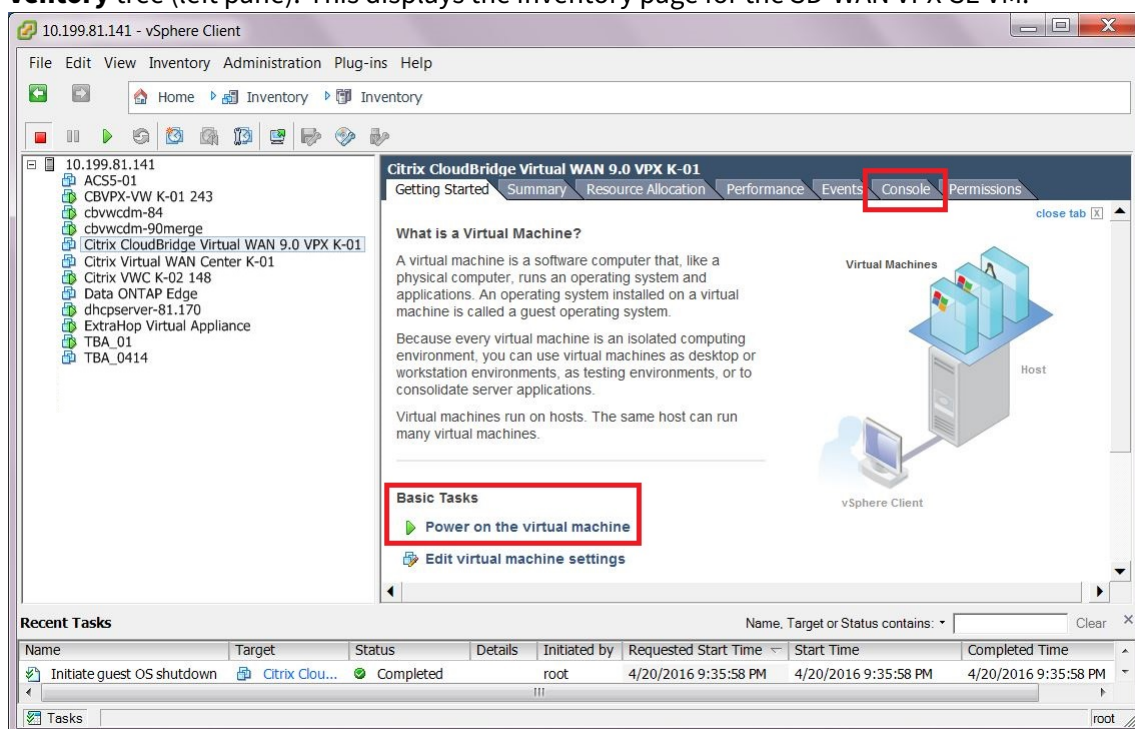 ventory tree (left pane). This displays the Inventory page for the SD-WAN VPX SE VM.
10.199.81.141 - vSphere Client
File Edit View Inventory Administration Plug-ins Help
Home Inventory Inventory
10.199.81.141
ACS5-01
CBVPX-VW K-01 243
cbvwcdm-84
cbvwcdm-90merge
Citrix CloudBridge Virtual WAN 9.0 VPX K-01
Citrix Virtual WAN Center K-01
Citrix VWC K-02 148
Data ONTAP Edge
dhcpserver-81.170
ExtraHop Virtual Appliance
TBA_01
TBA_0414
Citrix CloudBridge Virtual WAN 9.0 VPX K-01
Getting Started Summary Resource Allocation Performance Events Console Permissions
close tab X
What is a Virtual Machine?
A virtual machine is a software computer that, like a
physical computer, runs an operating system and
applications. An operating system installed on a virtual
machine is called a guest operating system.
Because every virtual machine is an isolated computing
environment, you can use virtual machines as desktop or
workstation environments, as testing environments, or to
consolidate server applications.
Virtual machines run on hosts. The same host can run
many virtual machines.
Virtual Machines
Host
vSphere Client
Basic Tasks
Power on the virtual machine
Edit virtual machine settings
Recent Tasks
Name, Target or Status contains: Clear
Name Target Status Details Initiated by Requested Start Time Start Time Completed Time
Initiate guest OS shutdown Citrix Clou... Completed root 4/20/2016 9:35:58 PM 4/20/2016 9:35:58 PM 4/20/2016 9:35:58 PM
Tasks root